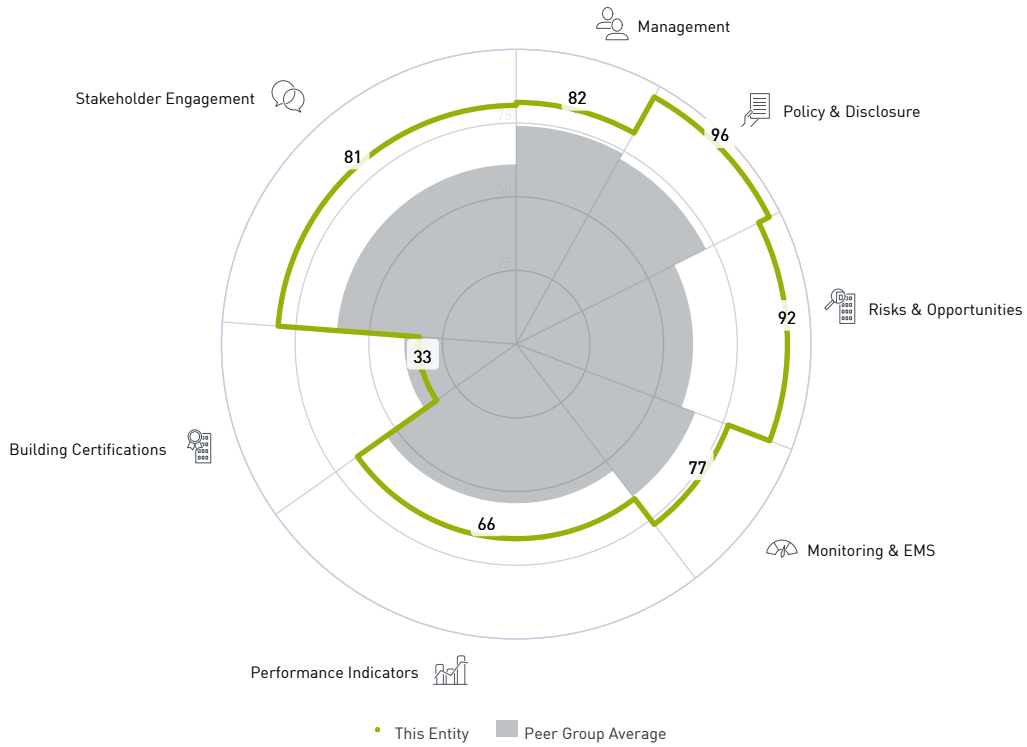 Management
Stakeholder Engagement
82
Policy & Disclosure
75
96
81
50
25
Risks & Opportunities
92
33
Building Certifications
77
66
Monitoring & EMS
Performance Indicators
This Entity
Peer Group Average